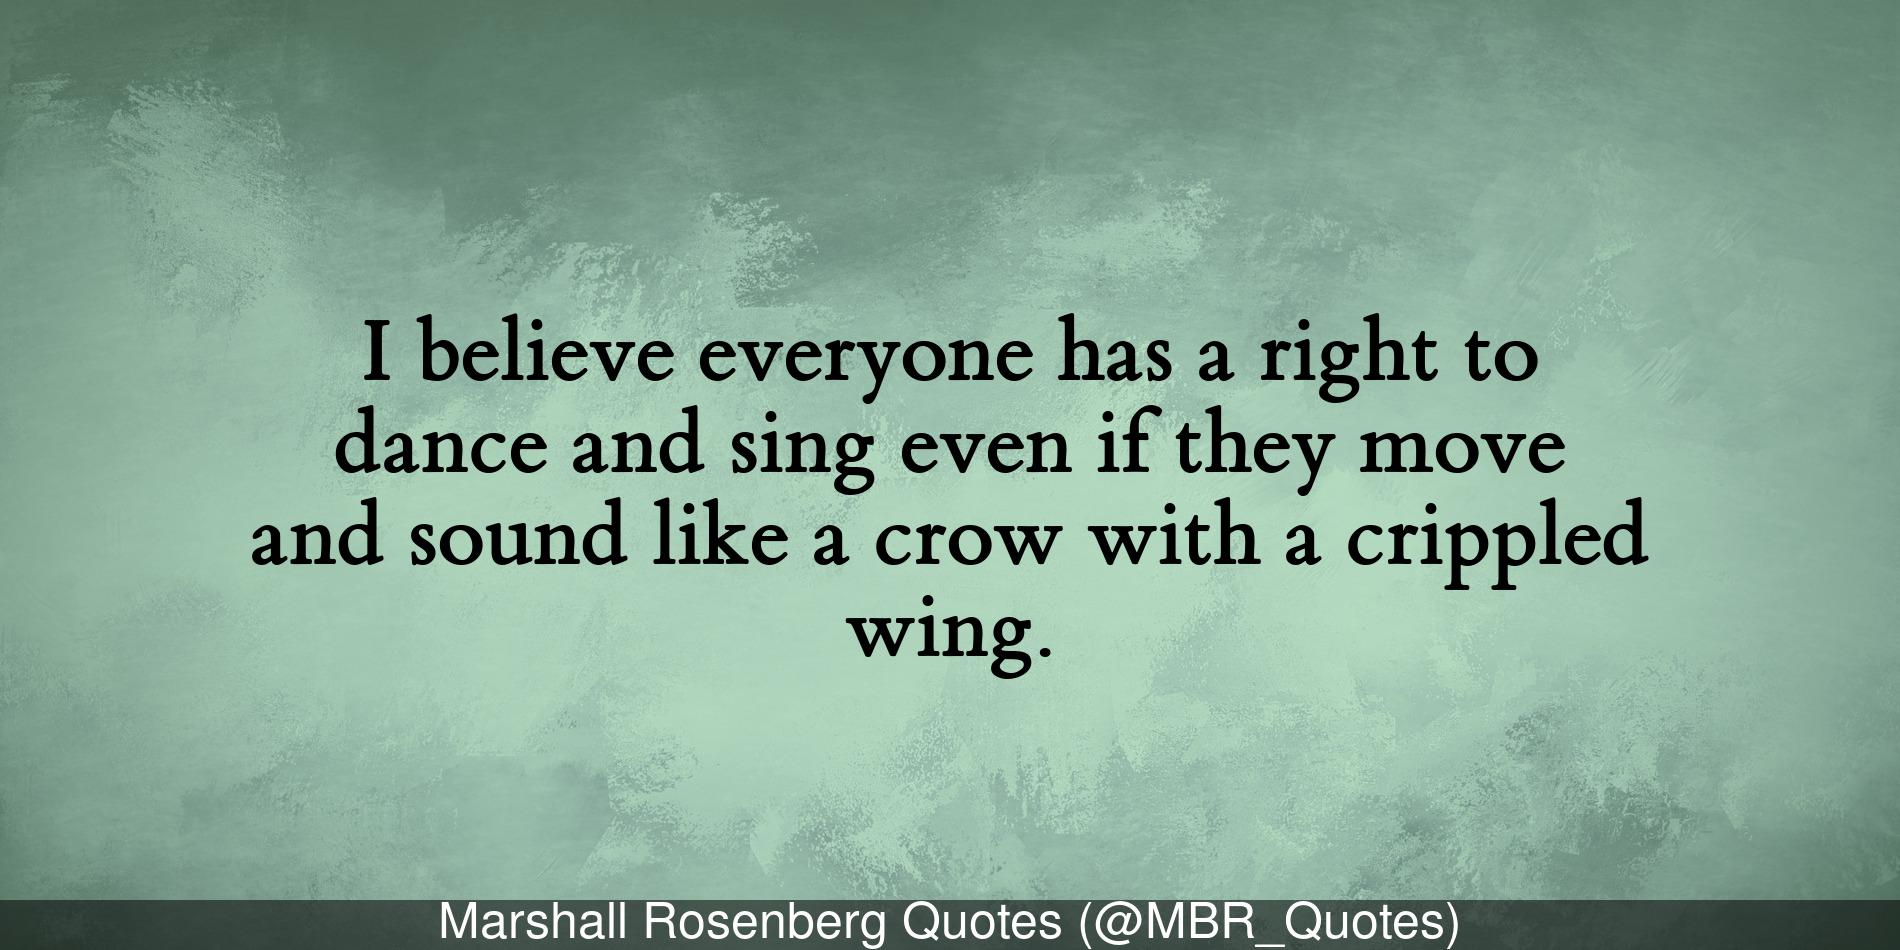 I believe everyone has a right to
dance and sing even if they move
and sound like a crow with a crippled
wing.
Marshall Rosenberg Quotes (@MBR_Quotes)